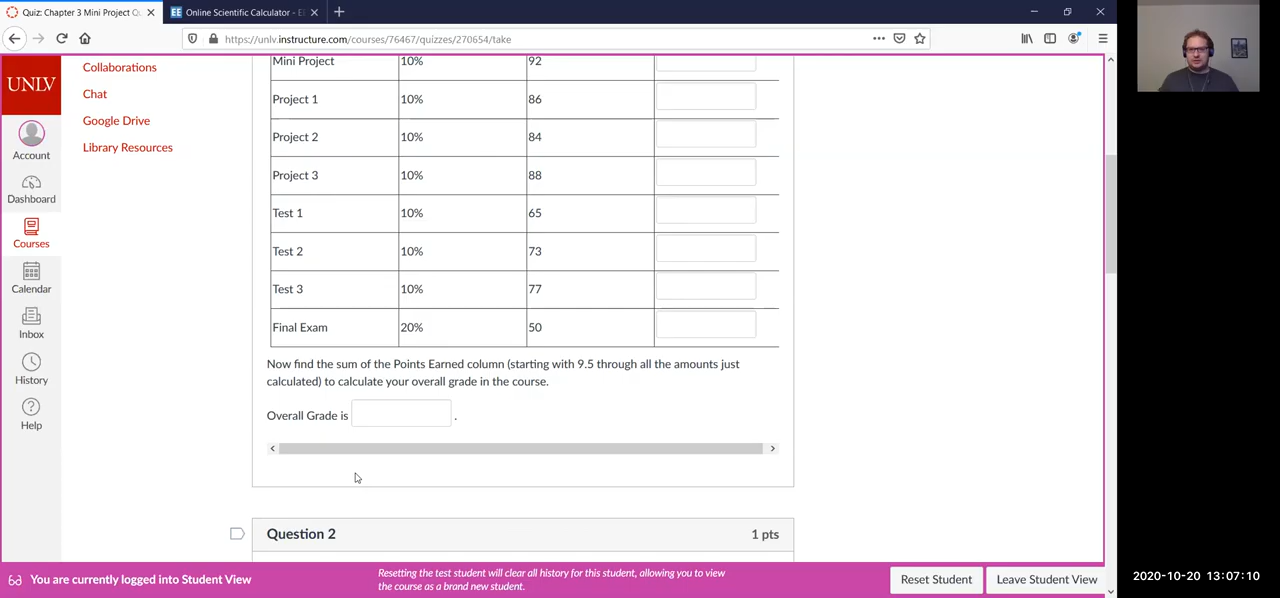 Quiz: Chapter 3 Mini Project Qu
Online Scientific Calculator - E
https://unlv.instructure.com/courses/76467/quizzes/270654/take
UNLV
Account
Dashboard
Courses
Calendar
Inbox
History
Help
Collaborations
Chat
Google Drive
Library Resources
Mini Project 10% 92
Project 1 10% 86
Project 2 10% 84
Project 3 10% 88
Test 1 10% 65
Test 2 10% 73
Test 3 10% 77
Final Exam 20% 50
Now find the sum of the Points Earned column (starting with 9.5 through all the amounts just
calculated) to calculate your overall grade in the course.
Overall Grade is .
Question 2 1 pts
You are currently logged into Student View
Resetting the test student will clear all history for this student, allowing you to view
the course as a brand new student.
Reset Student
Leave Student View
2020-10-20 13:07:10